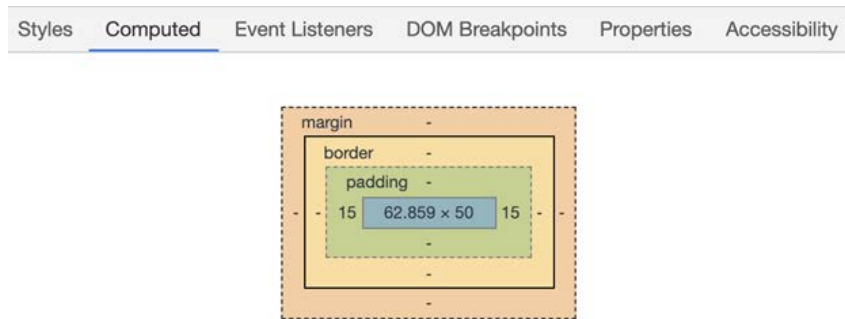 Styles Computed Event Listeners DOM Breakpoints Properties Accessibility
margin -
border -
padding -
- - 15 62.859 × 50 15 - -
-
-
-